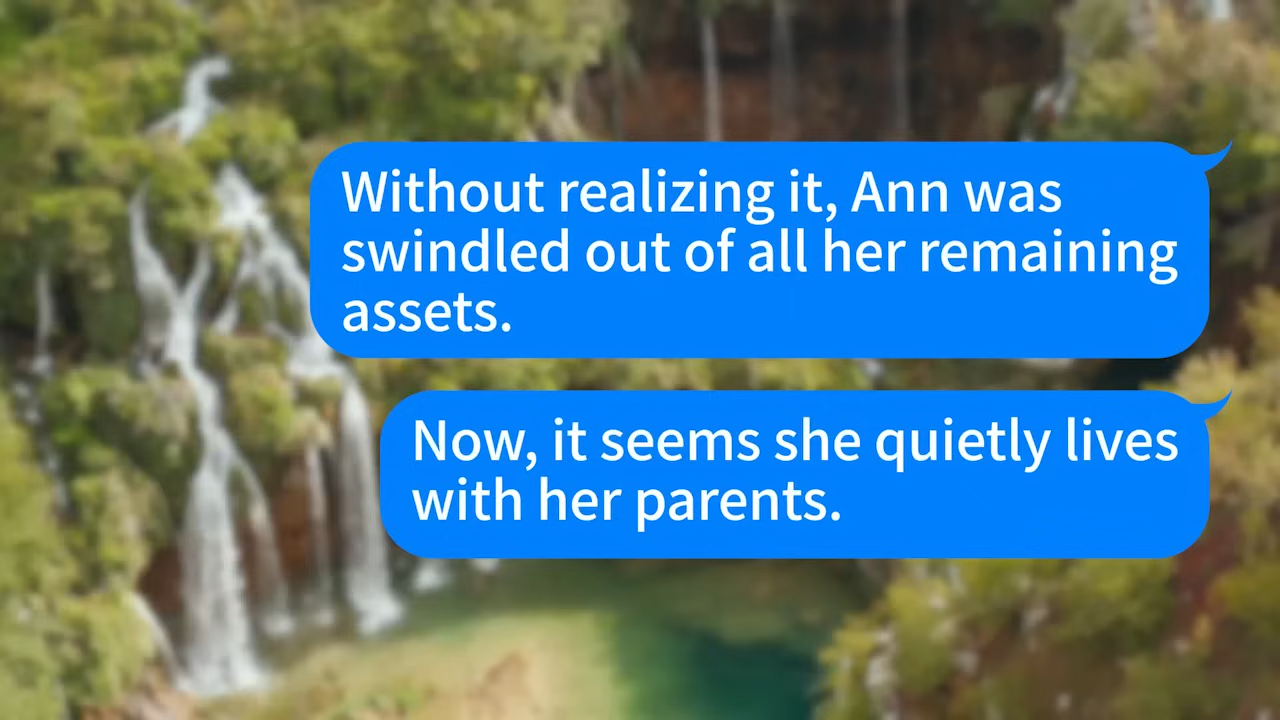 Without realizing it, Ann was
swindled out of all her remaining
assets.
Now, it seems she quietly lives
with her parents.